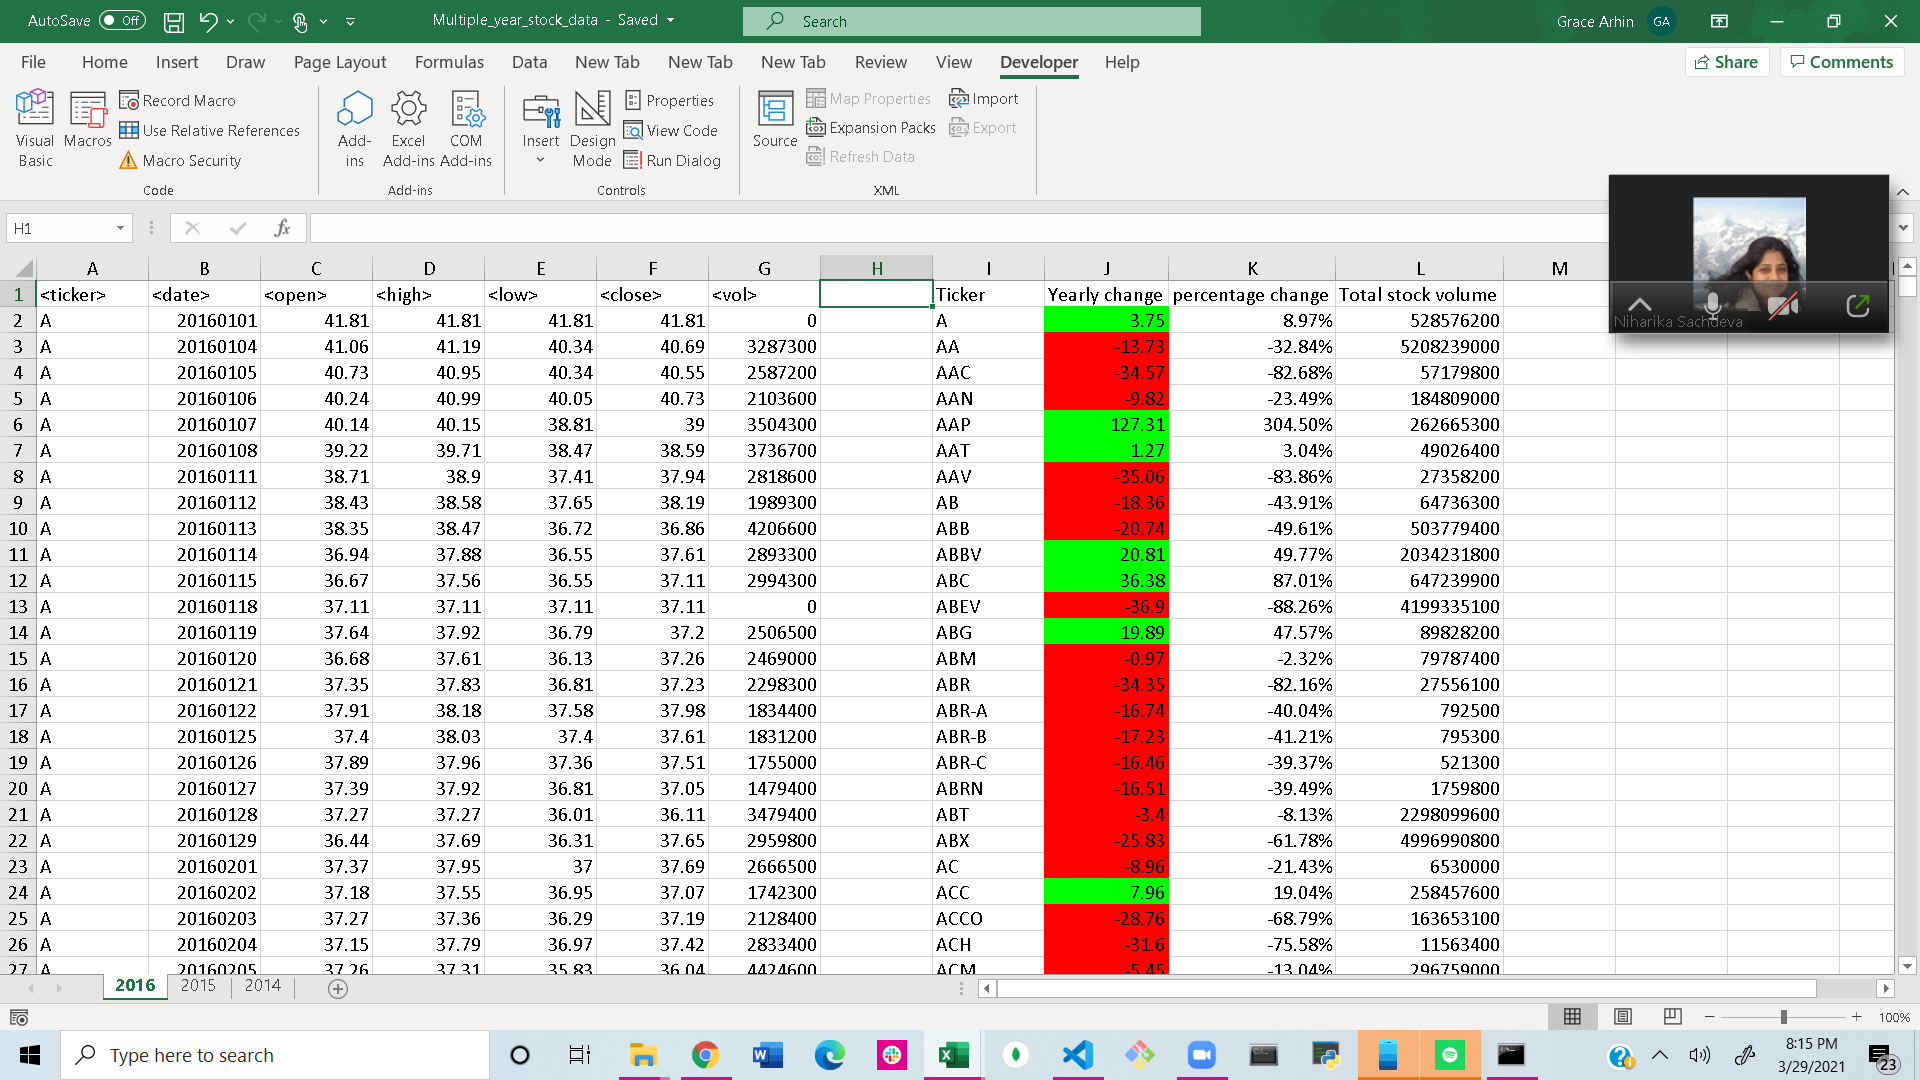 AutoSave Off Multiple_year_stock_data - Saved Search Grace Arhin GA
File Home Insert Draw Page Layout Formulas Data New Tab New Tab New Tab Review View Developer Help Share Comments
Visual Basic Macros Record Macro Use Relative References Macro Security Code
Add-ins Excel Add-ins COM Add-ins Add-ins
Insert Design Mode Properties View Code Run Dialog Controls
Source Map Properties Expansion Packs Refresh Data Import Export XML
Niharika Sachdeva
H1 fx
A B C D E F G H I J K L M
1 <ticker> <date> <open> <high> <low> <close> <vol> Ticker Yearly change percentage change Total stock volume
2 A 20160101 41.81 41.81 41.81 41.81 0 A 3.75 8.97% 528576200
3 A 20160104 41.06 41.19 40.34 40.69 3287300 AA -13.73 -32.84% 5208239000
4 A 20160105 40.73 40.95 40.34 40.55 2587200 AAC -34.57 -82.68% 57179800
5 A 20160106 40.24 40.99 40.05 40.73 2103600 AAN -9.82 -23.49% 184809000
6 A 20160107 40.14 40.15 38.81 39 3504300 AAP 127.31 304.50% 262665300
7 A 20160108 39.22 39.71 38.47 38.59 3736700 AAT 1.27 3.04% 49026400
8 A 20160111 38.71 38.9 37.41 37.94 2818600 AAV -35.06 -83.86% 27358200
9 A 20160112 38.43 38.58 37.65 38.19 1989300 AB -18.36 -43.91% 64736300
10 A 20160113 38.35 38.47 36.72 36.86 4206600 ABB -20.74 -49.61% 503779400
11 A 20160114 36.94 37.88 36.55 37.61 2893300 ABBV 20.81 49.77% 2034231800
12 A 20160115 36.67 37.56 36.55 37.11 2994300 ABC 36.38 87.01% 647239900
13 A 20160118 37.11 37.11 37.11 37.11 0 ABEV -36.9 -88.26% 4199335100
14 A 20160119 37.64 37.92 36.79 37.2 2506500 ABG 19.89 47.57% 89828200
15 A 20160120 36.68 37.61 36.13 37.26 2469000 ABM -0.97 -2.32% 79787400
16 A 20160121 37.35 37.83 36.81 37.23 2298300 ABR -34.35 -82.16% 27556100
17 A 20160122 37.91 38.18 37.58 37.98 1834400 ABR-A -16.74 -40.04% 792500
18 A 20160125 37.4 38.03 37.4 37.61 1831200 ABR-B -17.23 -41.21% 795300
19 A 20160126 37.89 37.96 37.36 37.51 1755000 ABR-C -16.46 -39.37% 521300
20 A 20160127 37.39 37.92 36.81 37.05 1479400 ABRN -16.51 -39.49% 1759800
21 A 20160128 37.27 37.27 36.01 36.11 3479400 ABT -3.4 -8.13% 2298099600
22 A 20160129 36.44 37.69 36.31 37.65 2959800 ABX -25.83 -61.78% 4996990800
23 A 20160201 37.37 37.95 37 37.69 2666500 AC -8.96 -21.43% 6530000
24 A 20160202 37.18 37.55 36.95 37.07 1742300 ACC 7.96 19.04% 258457600
25 A 20160203 37.27 37.36 36.29 37.19 2128400 ACCO -28.76 -68.79% 163653100
26 A 20160204 37.15 37.79 36.97 37.42 2833400 ACH -31.6 -75.58% 11563400
27 A 20160205 37.26 37.31 35.83 36.04 4424600 ACM -5.45 -13.04% 296759000
2016 2015 2014
100%
Type here to search
8:15 PM
3/29/2021
23